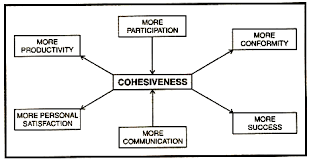 MORE
PARTICIPATION
MORE
PRODUCTIVITY
MORE
CONFORMITY
COHESIVENESS
MORE PERSONAL
SATISFACTION
MORE
COMMUNICATION
MORE
SUCCESS